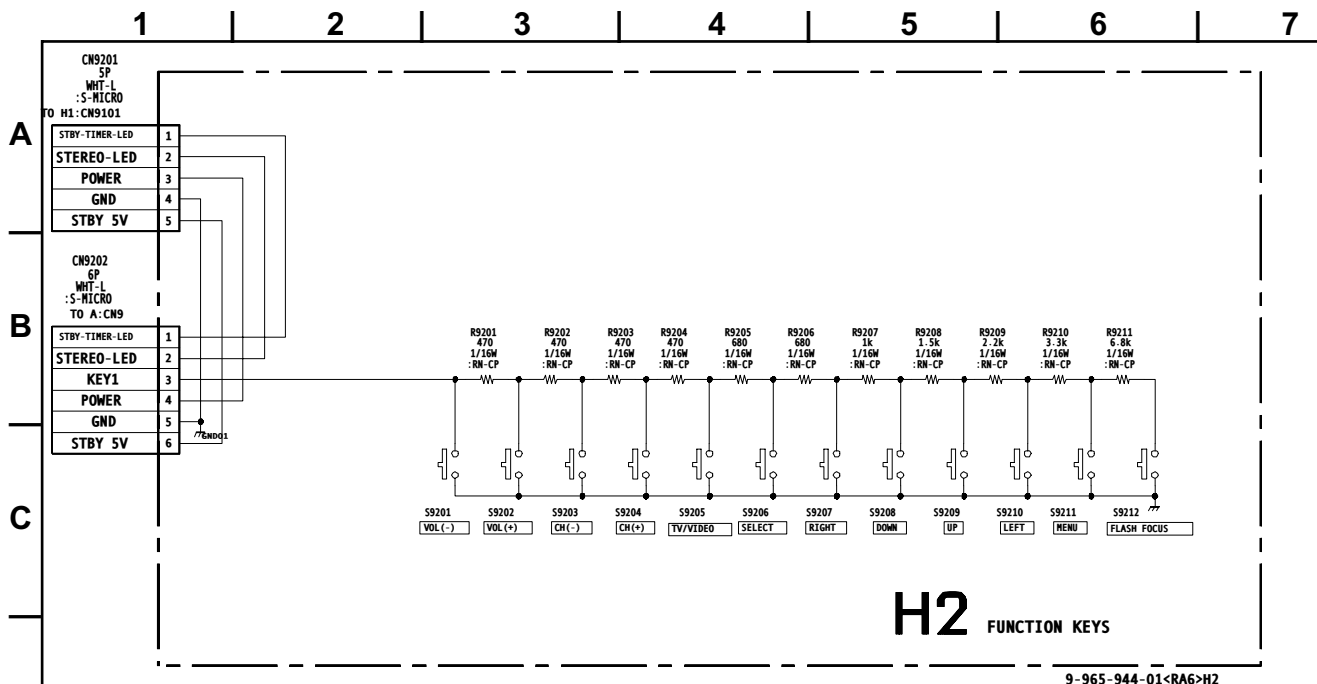 1 2 3 4 5 6 7
CN9201
5P
WHT-L
:S-MICRO
TO H1:CN9101
A
STBY-TIMER-LED 1
STEREO-LED 2
POWER 3
GND 4
STBY 5V 5
CN9202
6P
WHT-L
:S-MICRO
TO A:CN9
B
STBY-TIMER-LED 1
STEREO-LED 2
KEY1 3
POWER 4
GND 5
STBY 5V 6
GND01
R9201 R9202 R9203 R9204 R9205 R9206 R9207 R9208 R9209 R9210 R9211
470 470 470 470 680 680 1k 1.5k 2.2k 3.3k 6.8k
1/16W 1/16W 1/16W 1/16W 1/16W 1/16W 1/16W 1/16W 1/16W 1/16W 1/16W
:RN-CP :RN-CP :RN-CP :RN-CP :RN-CP :RN-CP :RN-CP :RN-CP :RN-CP :RN-CP :RN-CP
C
S9201 S9202 S9203 S9204 S9205 S9206 S9207 S9208 S9209 S9210 S9211 S9212
VOL(-) VOL(+) CH(-) CH(+) TV/VIDEO SELECT RIGHT DOWN UP LEFT MENU FLASH FOCUS
H2 FUNCTION KEYS
9-965-944-01<RA6>H2